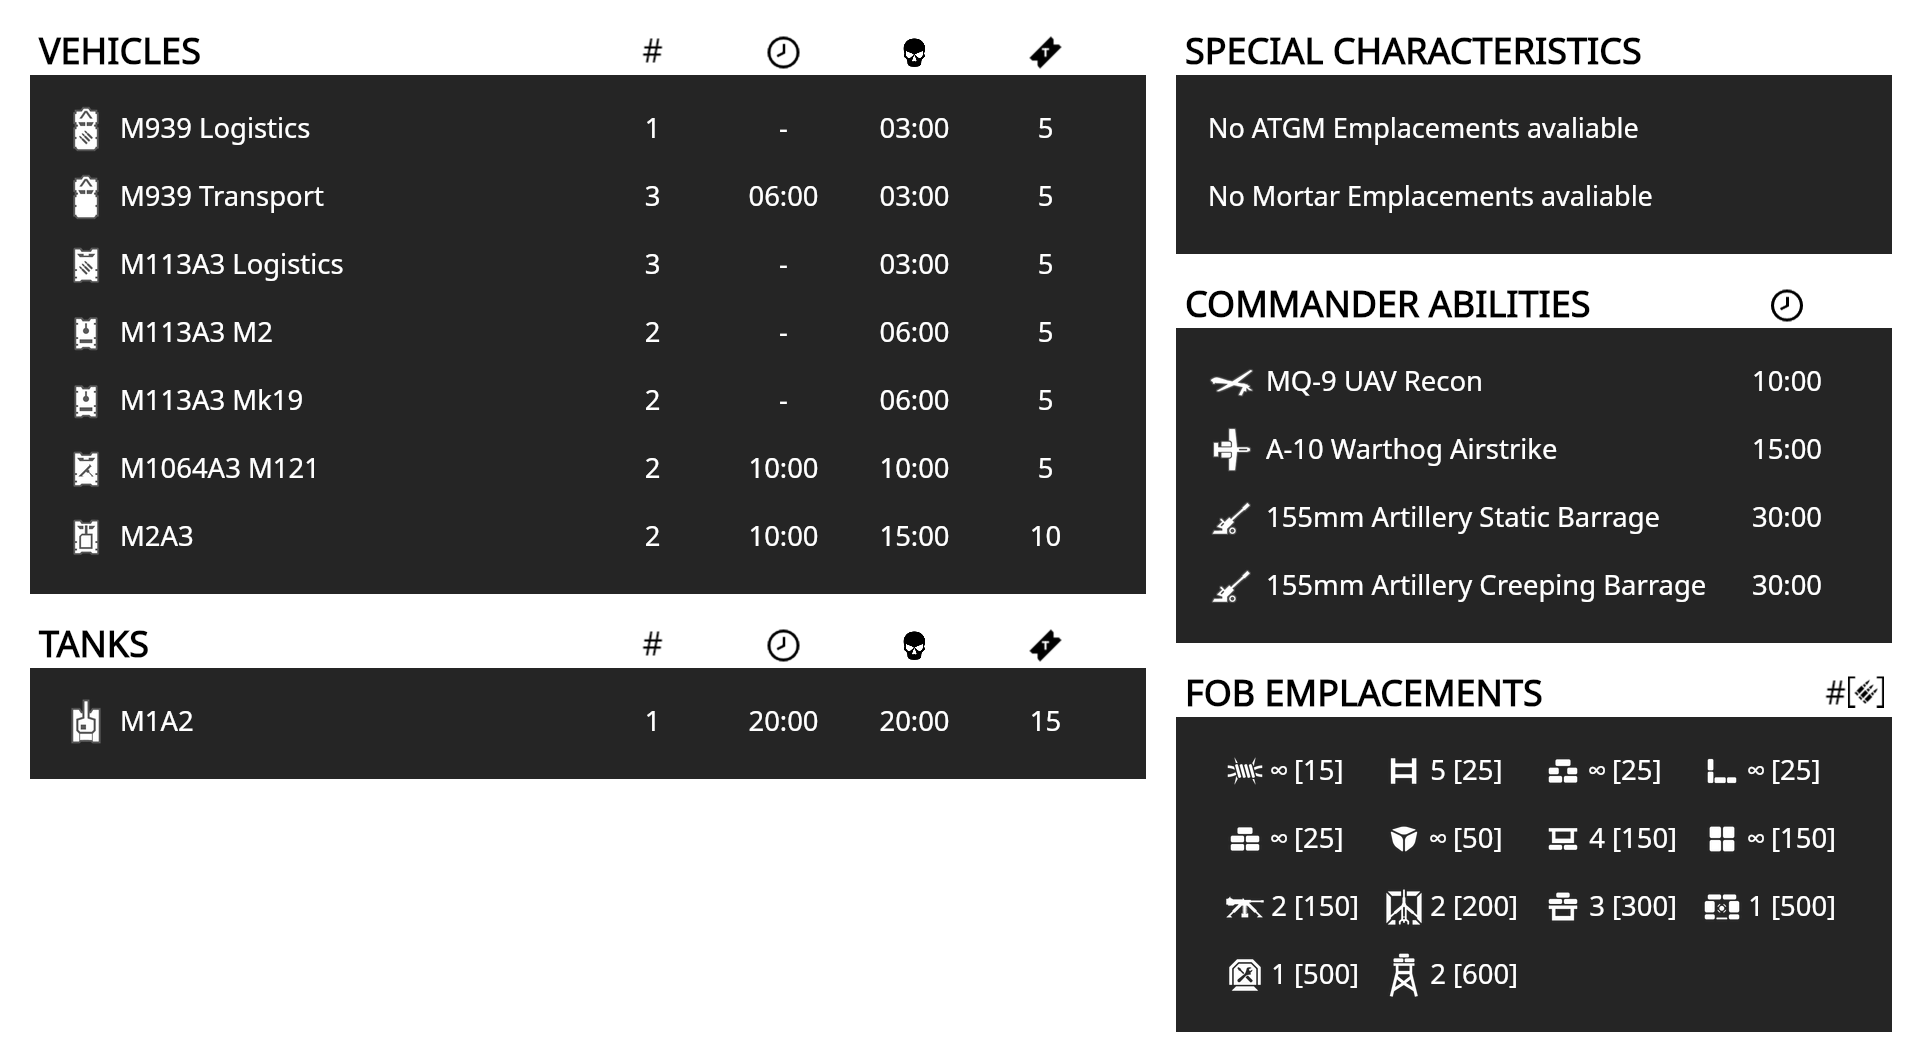 VEHICLES #
M939 Logistics 1 - 03:00 5
M939 Transport 3 06:00 03:00 5
M113A3 Logistics 3 - 03:00 5
M113A3 M2 2 - 06:00 5
M113A3 Mk19 2 - 06:00 5
M1064A3 M121 2 10:00 10:00 5
M2A3 2 10:00 15:00 10
TANKS #
M1A2 1 20:00 20:00 15
SPECIAL CHARACTERISTICS
No ATGM Emplacements avaliable
No Mortar Emplacements avaliable
COMMANDER ABILITIES
MQ-9 UAV Recon 10:00
A-10 Warthog Airstrike 15:00
155mm Artillery Static Barrage 30:00
155mm Artillery Creeping Barrage 30:00
FOB EMPLACEMENTS #[]
∞ [15] 5 [25] ∞ [25] ∞ [25]
∞ [25] ∞ [50] 4 [150] ∞ [150]
2 [150] 2 [200] 3 [300] 1 [500]
1 [500] 2 [600]